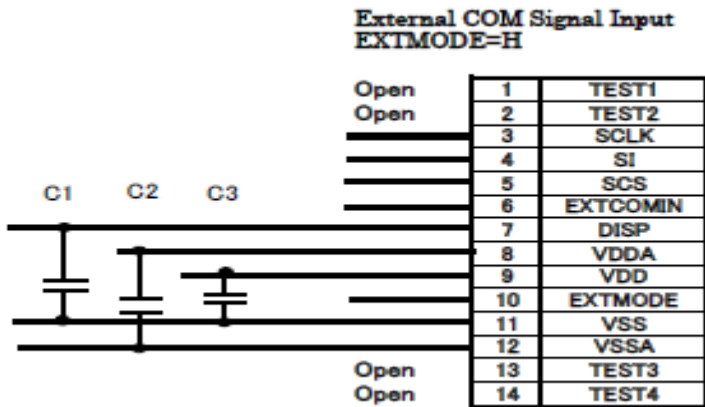 External COM Signal Input
EXTMODE=H
Open 1 TEST1
Open 2 TEST2
3 SCLK
4 SI
C1 C2 C3 5 SCS
6 EXTCOMIN
7 DISP
8 VDDA
9 VDD
10 EXTMODE
11 VSS
12 VSSA
Open 13 TEST3
Open 14 TEST4